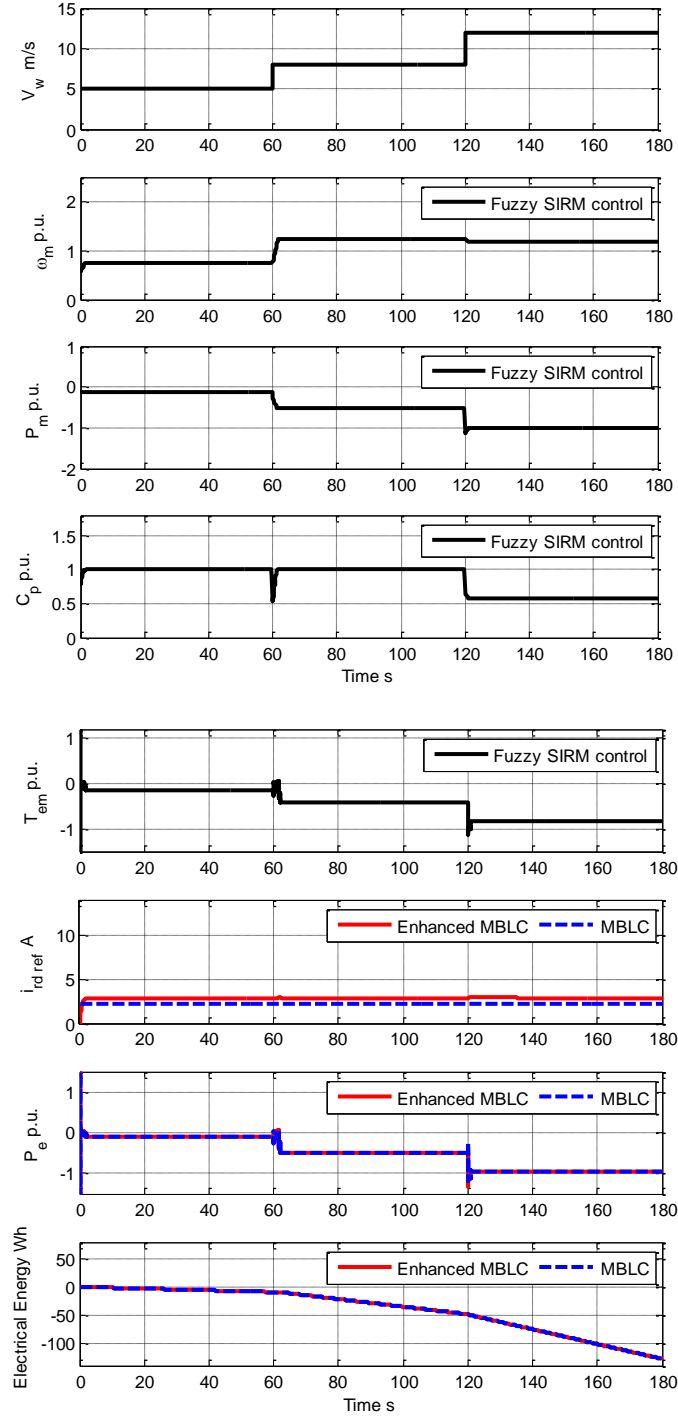 15
10
5
0
V_w m/s
0 20 40 60 80 100 120 140 160 180
2
1
0
ω_m p.u.
Fuzzy SIRM control
0 20 40 60 80 100 120 140 160 180
1
0
-1
-2
P_m p.u.
Fuzzy SIRM control
0 20 40 60 80 100 120 140 160 180
1.5
1
0.5
0
C_p p.u.
Fuzzy SIRM control
0 20 40 60 80 100 120 140 160 180
Time s
1
0
-1
T_em p.u.
Fuzzy SIRM control
0 20 40 60 80 100 120 140 160 180
10
5
0
i_rd ref A
Enhanced MBLC MBLC
0 20 40 60 80 100 120 140 160 180
1
0
-1
P_e p.u.
Enhanced MBLC MBLC
0 20 40 60 80 100 120 140 160 180
50
0
-50
-100
Electrical Energy Wh
Enhanced MBLC MBLC
0 20 40 60 80 100 120 140 160 180
Time s